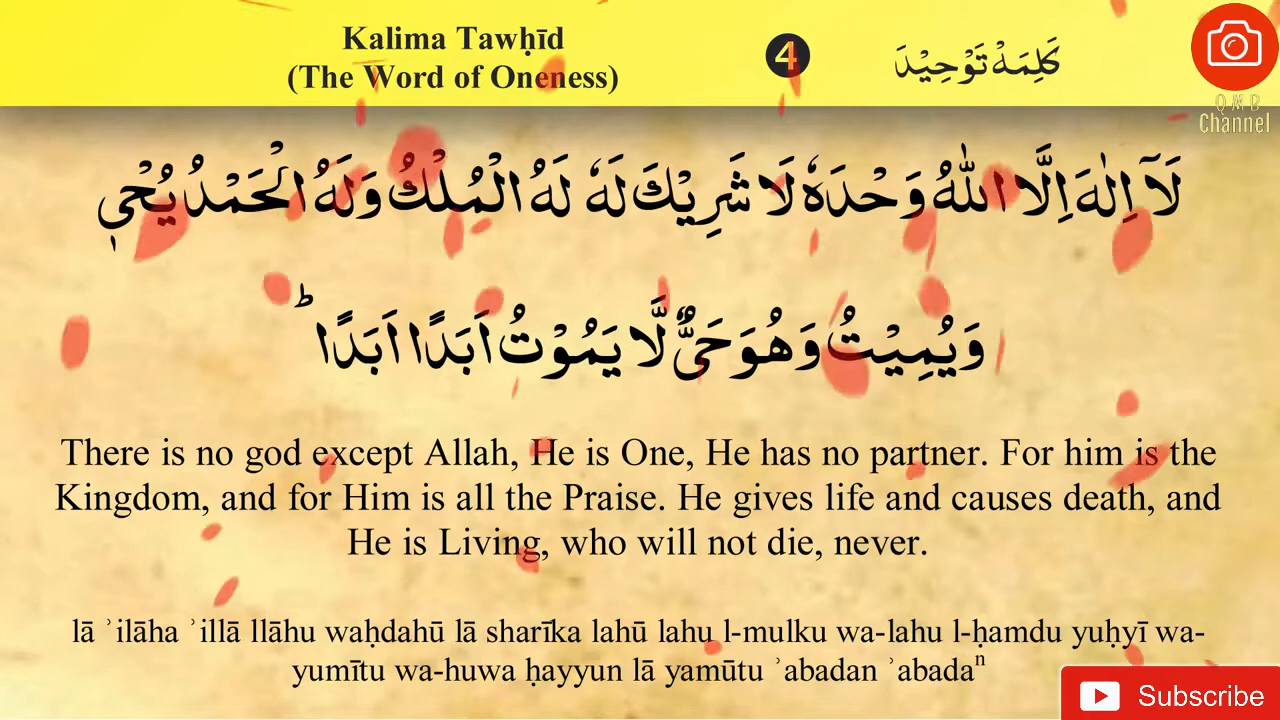 Kalima Tawḥīd
(The Word of Oneness)
4
كَلِمَهْ تَوْحِيْدَ
QMB
Channel
لَآ اِلٰهَ اِلَّا اللّٰهُ وَحْدَهٗ لَا شَرِيْكَ لَهٗ لَهُ الْمُلْكُ وَلَهُ الْحَمْدُ يُحْيٖ
وَيُمِيْتُ وَهُوَ حَيٌّ لَّا يَمُوْتُ اَبَدًا اَبَدًا ؕ
There is no god except Allah, He is One, He has no partner. For him is the
Kingdom, and for Him is all the Praise. He gives life and causes death, and
He is Living, who will not die, never.
lā ʾilāha ʾillā llāhu waḥdahū lā sharīka lahū lahu l-mulku wa-lahu l-ḥamdu yuḥyī wa-
yumītu wa-huwa ḥayyun lā yamūtu ʾabadan ʾabadaⁿ
Subscribe